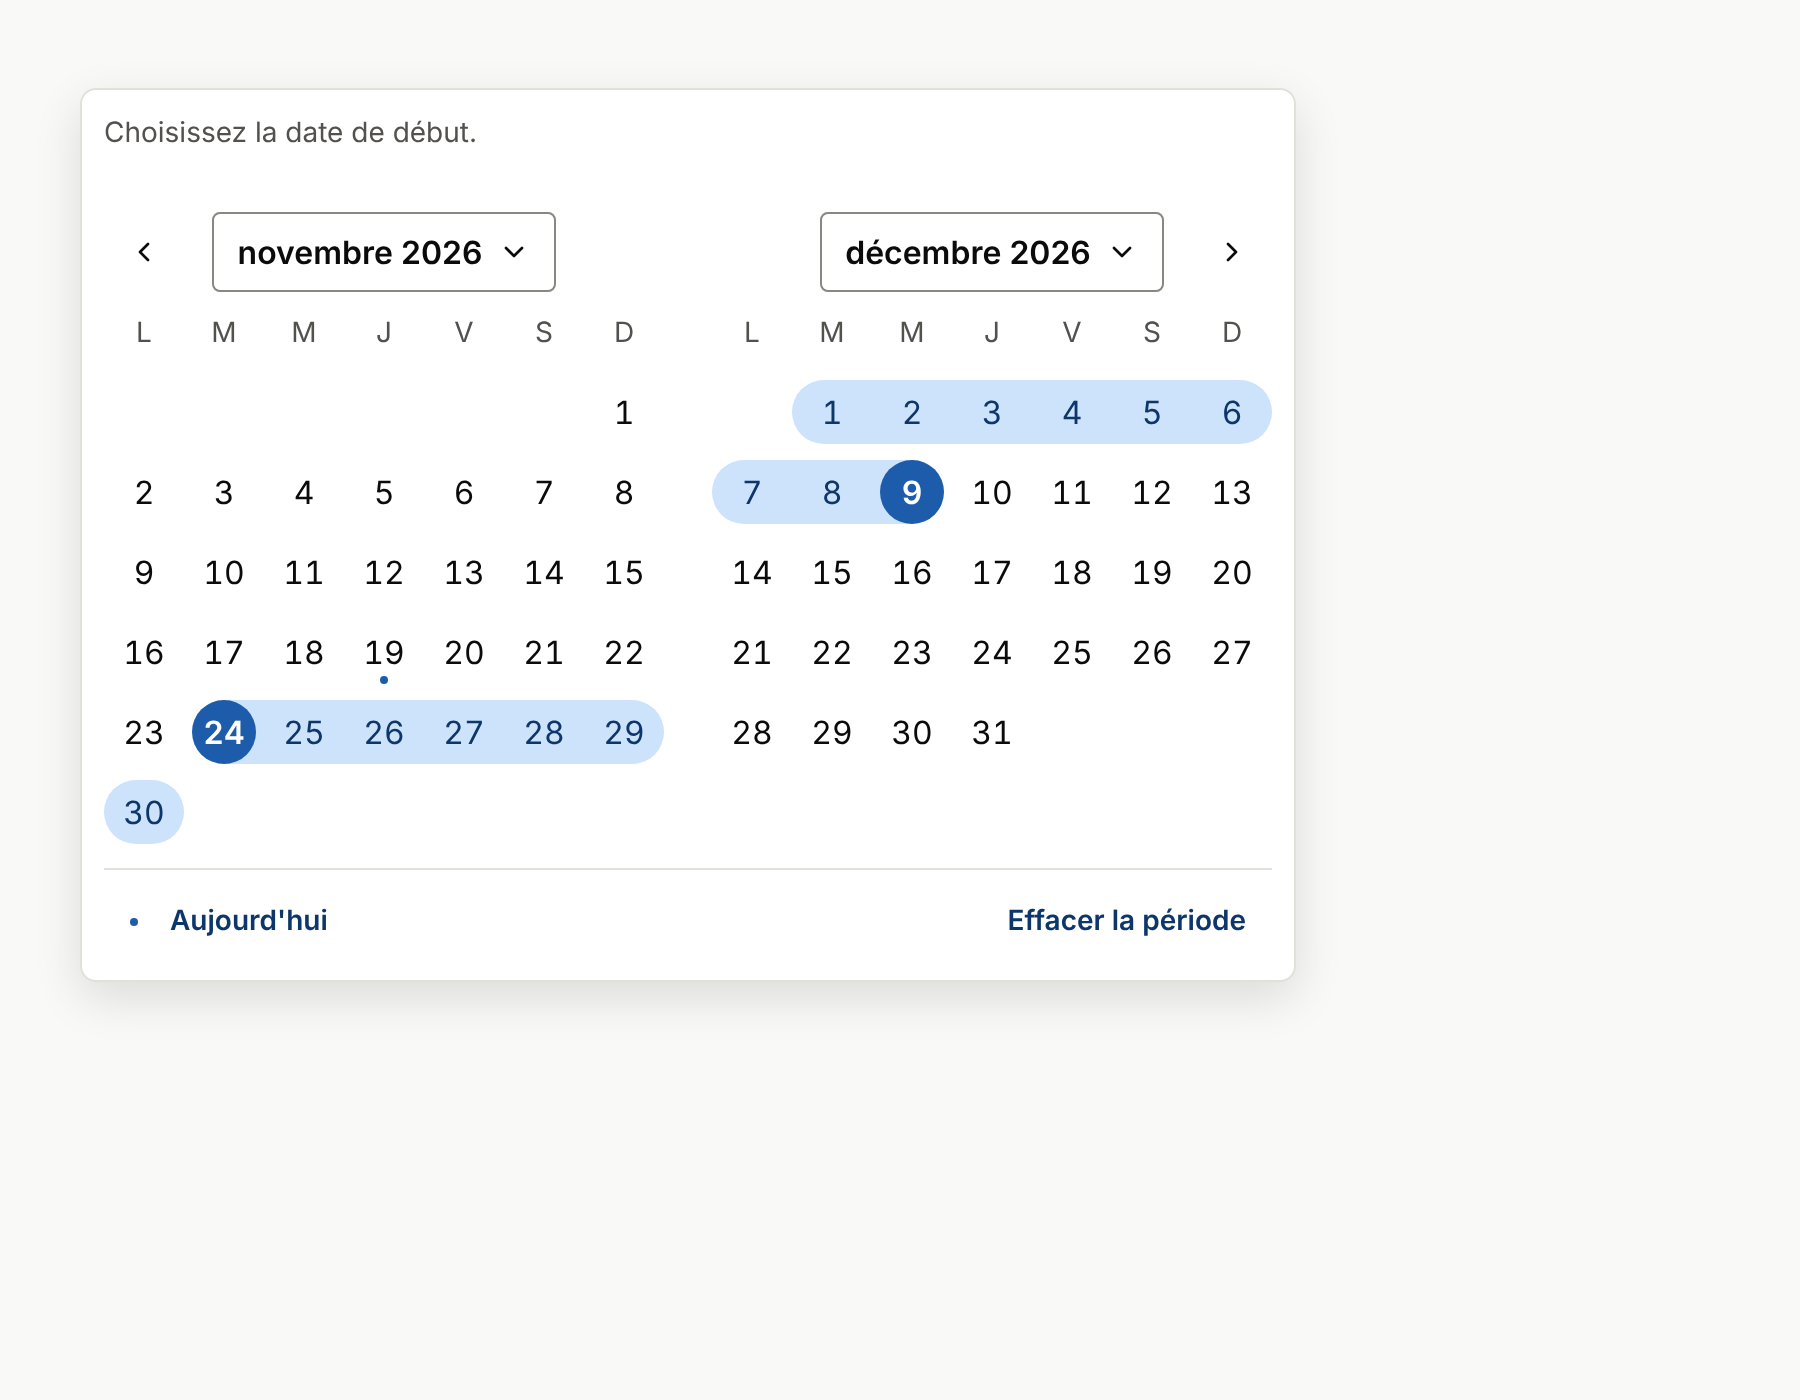 Choisissez la date de début.
novembre 2026
L M M J V S D
1
2 3 4 5 6 7 8
9 10 11 12 13 14 15
16 17 18 19 20 21 22
23 24 25 26 27 28 29
30
décembre 2026
L M M J V S D
1 2 3 4 5 6
7 8 9 10 11 12 13
14 15 16 17 18 19 20
21 22 23 24 25 26 27
28 29 30 31
Aujourd'hui
Effacer la période